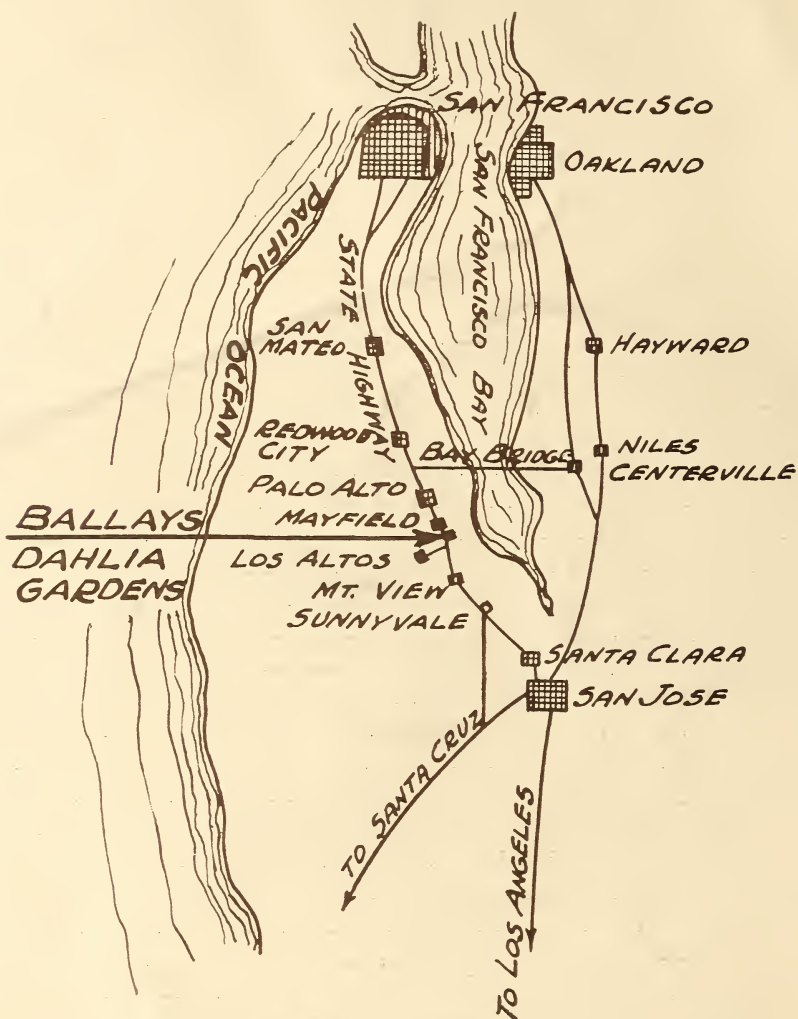 SAN FRANCISCO
OAKLAND
SAN FRANCISCO BAY
PACIFIC OCEAN
STATE HIGHWAY
SAN
MATEO
HAYWARD
REDWOOD
CITY
BAY BRIDGE
NILES
CENTERVILLE
PALO ALTO
MAYFIELD
BALLAYS
DAHLIA
GARDENS
LOS ALTOS
MT. VIEW
SUNNYVALE
SANTA CLARA
SAN JOSE
TO SANTA CRUZ
TO LOS ANGELES